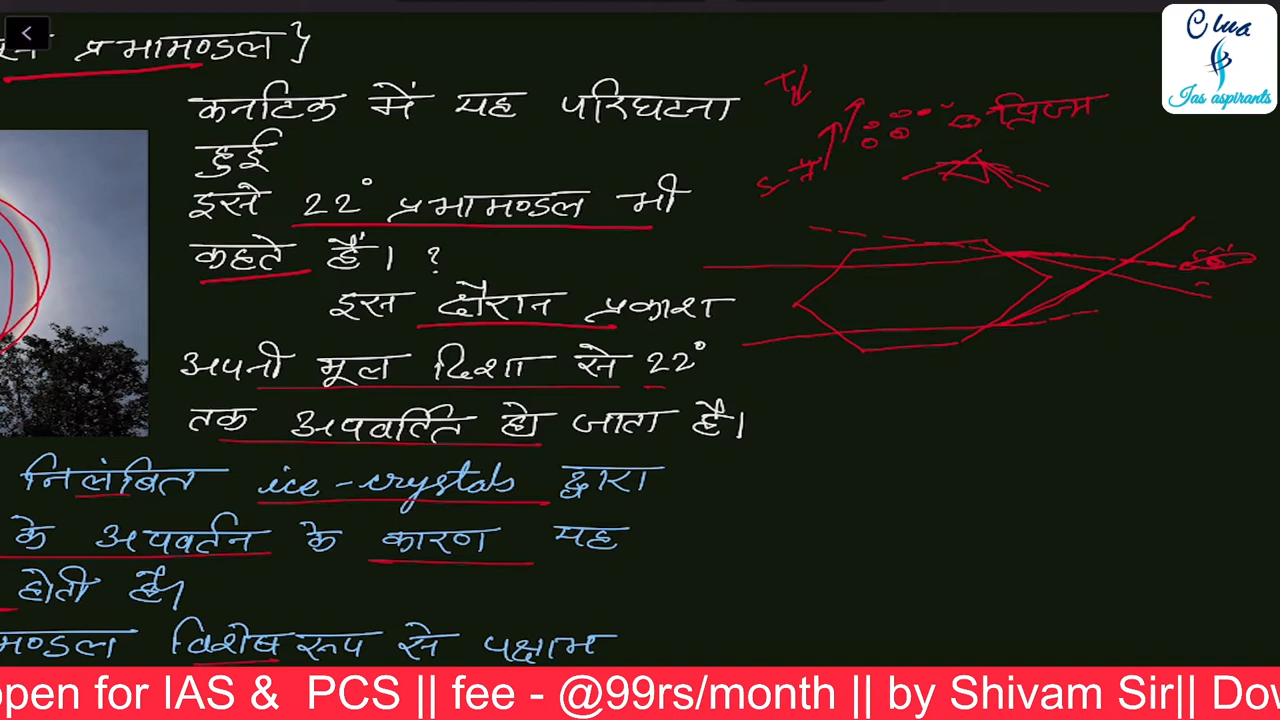 प्रभामण्डल}
कर्नाटक में यह परिघटना
हुई
इसे 22° प्रभामण्डल भी
कहते हैं। ?
इस दौरान प्रकाश
अपनी मूल दिशा से 22°
तक अपवर्तित हो जाता है।
निलंबित ice-crystals द्वारा
के अपवर्तन के कारण यह
होती है।
मण्डल विशेष रूप से पक्षाभ
प्रिज्म
Clua
Ias aspirants
open for IAS & PCS || fee - @99rs/month || by Shivam Sir|| Dow